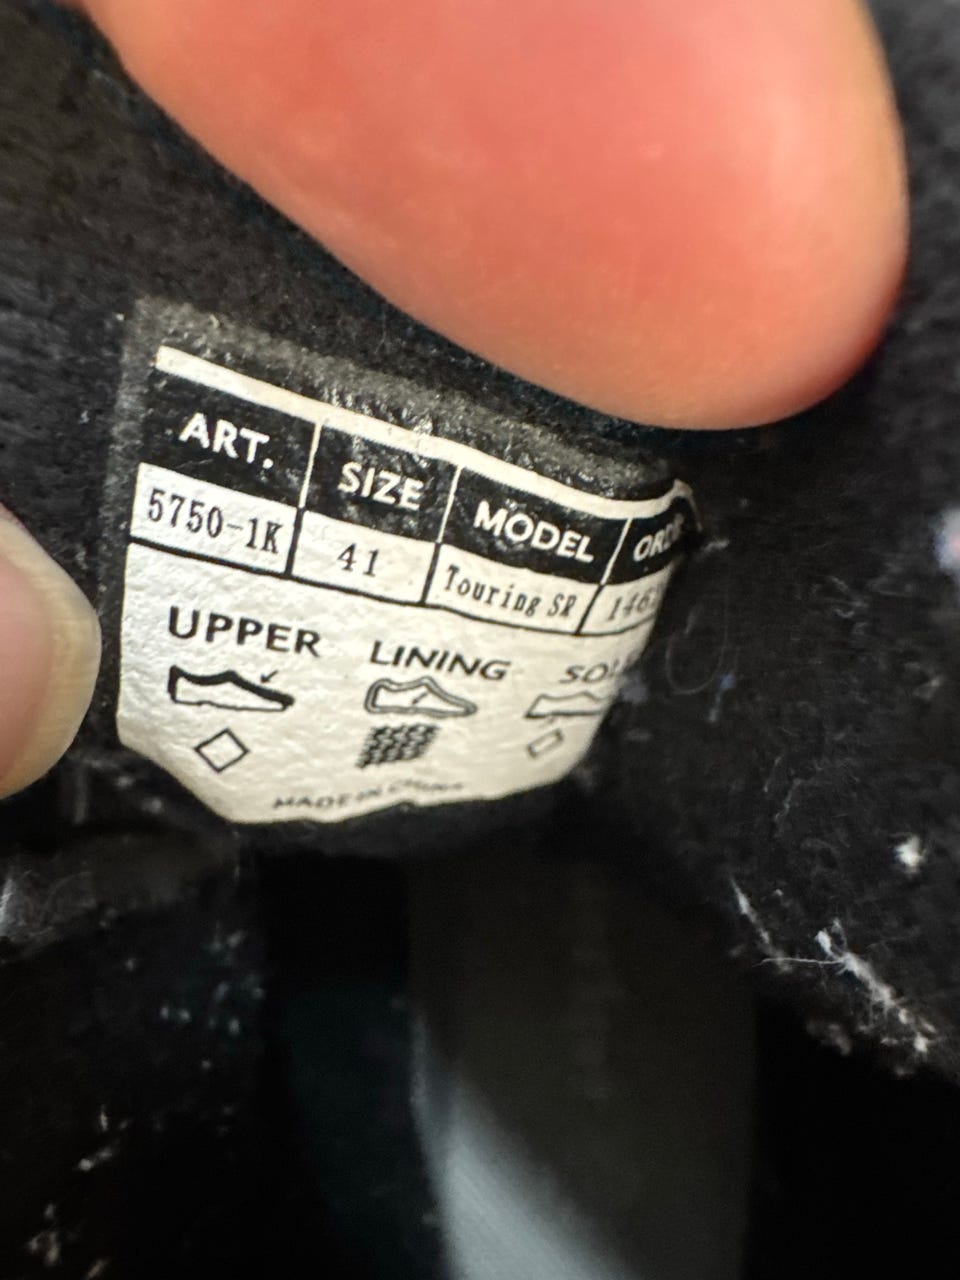 ART. SIZE MODEL
5750-1K 41 Touring SR
UPPER LINING
MADE IN CHINA